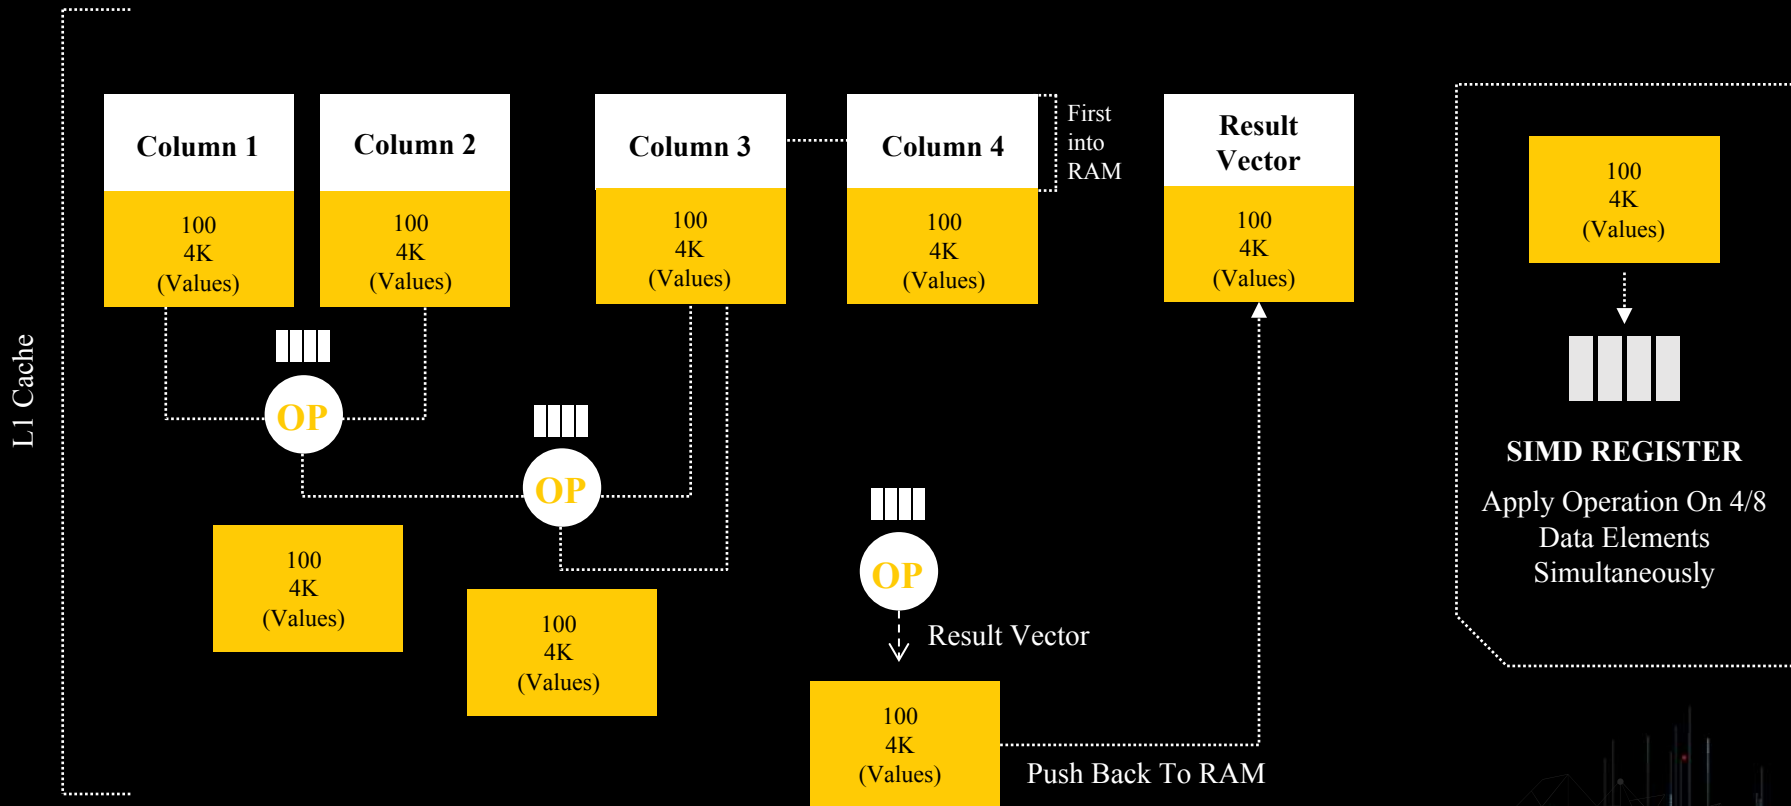 L1 Cache
Column 1
100
4K
(Values)
Column 2
100
4K
(Values)
Column 3
100
4K
(Values)
Column 4
100
4K
(Values)
First
into
RAM
Result
Vector
100
4K
(Values)
OP
OP
OP
100
4K
(Values)
100
4K
(Values)
Result Vector
100
4K
(Values)
Push Back To RAM
100
4K
(Values)
SIMD REGISTER
Apply Operation On 4/8
Data Elements
Simultaneously